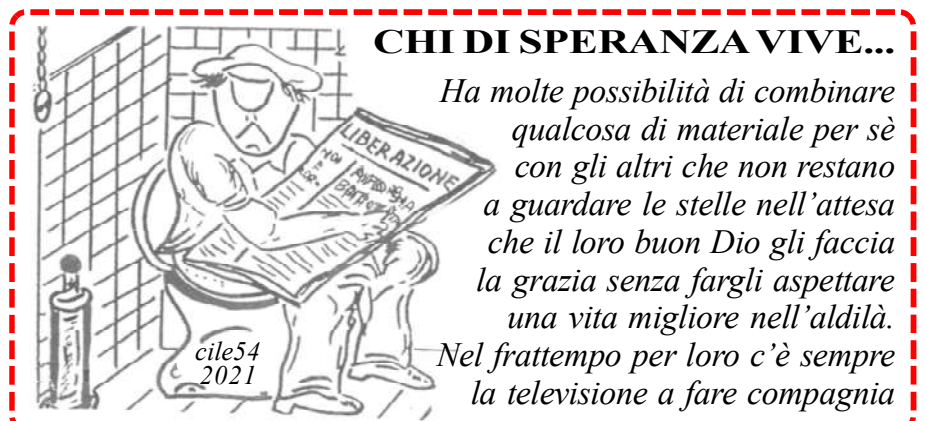 CHI DI SPERANZA VIVE...
Ha molte possibilità di combinare
qualcosa di materiale per sè
con gli altri che non restano
a guardare le stelle nell’attesa
che il loro buon Dio gli faccia
la grazia senza fargli aspettare
una vita migliore nell’aldilà.
Nel frattempo per loro c’è sempre
la televisione a fare compagnia
LIBERAZIONE
cile54
2021